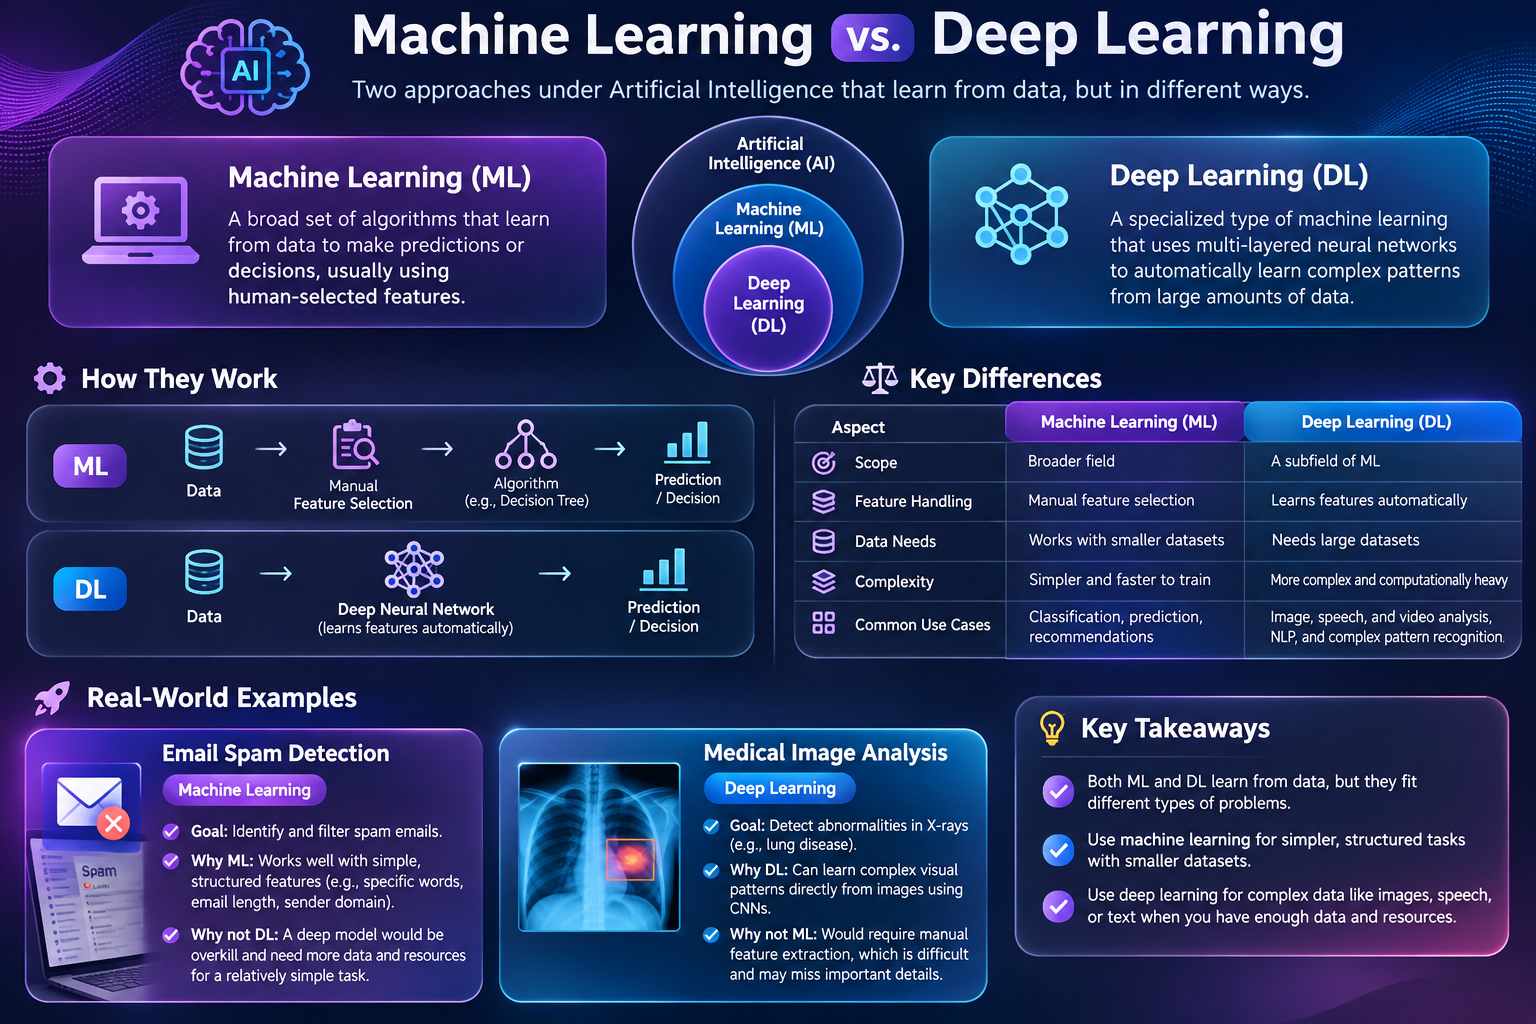 AI
Machine Learning vs. Deep Learning
Two approaches under Artificial Intelligence that learn from data, but in different ways.
Machine Learning (ML)
A broad set of algorithms that learn
from data to make predictions or
decisions, usually using
human-selected features.
Artificial
Intelligence (AI)
Machine
Learning (ML)
Deep
Learning
(DL)
Deep Learning (DL)
A specialized type of machine learning
that uses multi-layered neural networks
to automatically learn complex patterns
from large amounts of data.
How They Work
ML
Data
Manual
Feature Selection
Algorithm
(e.g., Decision Tree)
Prediction
/ Decision
DL
Data
Deep Neural Network
(learns features automatically)
Prediction
/ Decision
Key Differences
Aspect
Machine Learning (ML)
Deep Learning (DL)
Scope
Broader field
A subfield of ML
Feature Handling
Manual feature selection
Learns features automatically
Data Needs
Works with smaller datasets
Needs large datasets
Complexity
Simpler and faster to train
More complex and computationally heavy
Common Use Cases
Classification, prediction,
recommendations
Image, speech, and video analysis,
NLP, and complex pattern recognition.
Real-World Examples
Spam
Email Spam Detection
Machine Learning
Goal: Identify and filter spam emails.
Why ML: Works well with simple,
structured features (e.g., specific words,
email length, sender domain).
Why not DL: A deep model would be
overkill and need more data and resources
for a relatively simple task.
Medical Image Analysis
Deep Learning
Goal: Detect abnormalities in X-rays
(e.g., lung disease).
Why DL: Can learn complex visual
patterns directly from images using
CNNs.
Why not ML: Would require manual
feature extraction, which is difficult
and may miss important details.
Key Takeaways
Both ML and DL learn from data, but they fit
different types of problems.
Use machine learning for simpler, structured tasks
with smaller datasets.
Use deep learning for complex data like images, speech,
or text when you have enough data and resources.